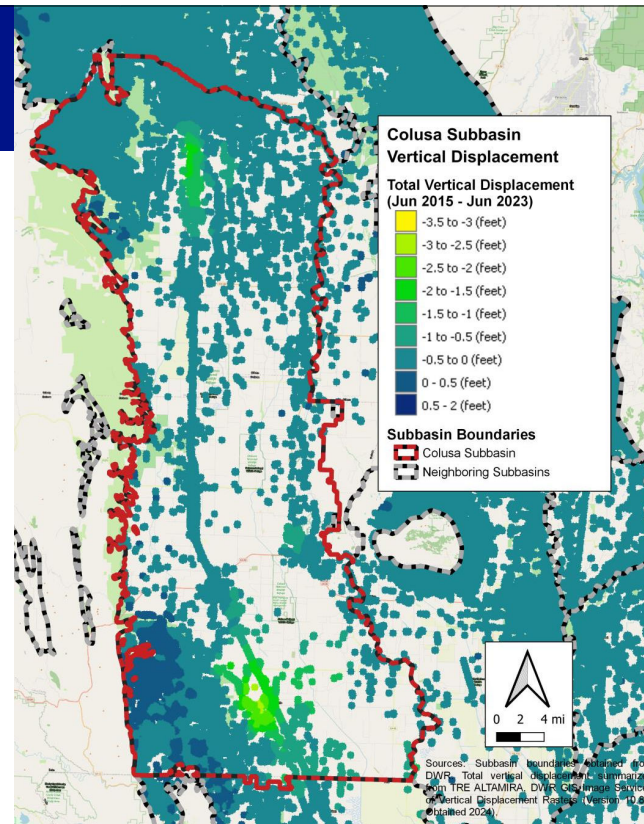 Colusa Subbasin
Vertical Displacement
Total Vertical Displacement
(Jun 2015 - Jun 2023)
-3.5 to -3 (feet)
-3 to -2.5 (feet)
-2.5 to -2 (feet)
-2 to -1.5 (feet)
-1.5 to -1 (feet)
-1 to -0.5 (feet)
-0.5 to 0 (feet)
0 - 0.5 (feet)
0.5 - 2 (feet)
Subbasin Boundaries
Colusa Subbasin
Neighboring Subbasins
0 2 4 mi
Sources: Subbasin boundaries obtained from
DWR. Total vertical displacement summarize
from TRE ALTAMIRA, DWR GIS Image Service
of Vertical Displacement Rasters (Version 10.8
Obtained 2024).